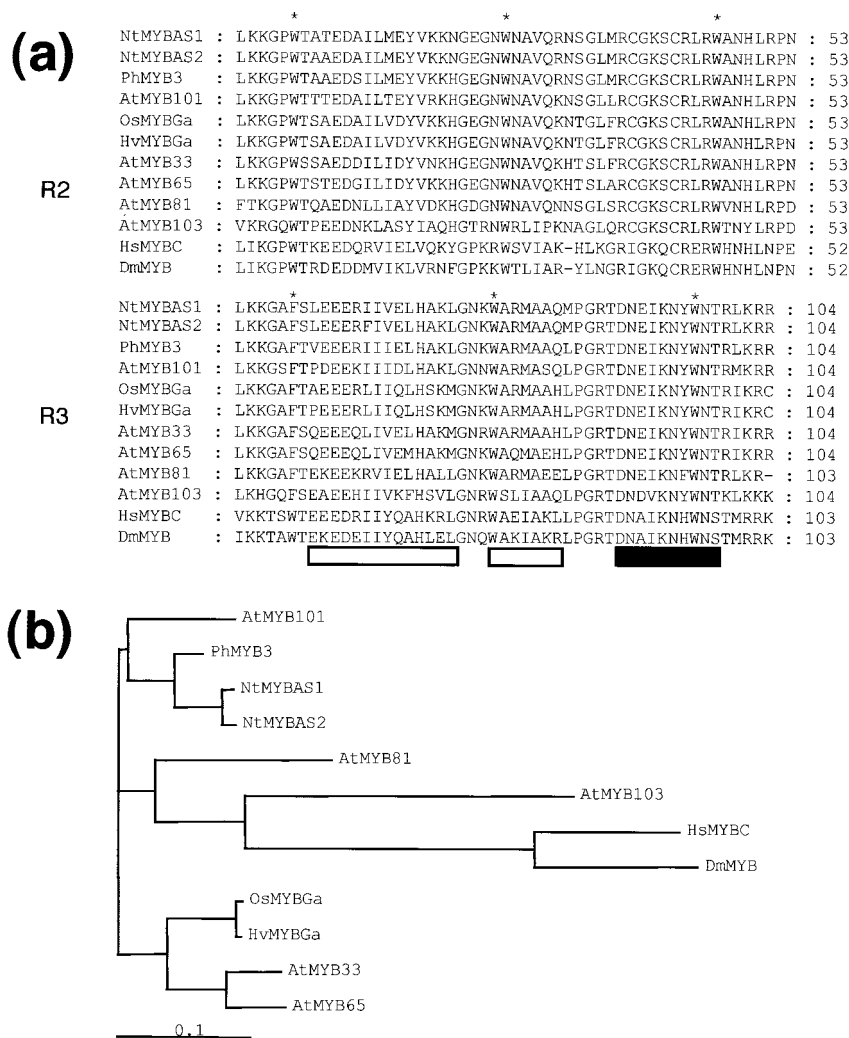 (a)
* * *
NtMYBAS1 : LKKGPWTATEDAILMEYVKKNGEGNWNAVQRNSGLMRCGKSCRLRWANHLRPN : 53
NtMYBAS2 : LKKGPWTAAEDAILMEYVKKNGEGNWNAVQRNSGLMRCGKSCRLRWANHLRPN : 53
PhMYB3 : LKKGPWTAAEDSILMEYVKKHGEGNWNAVQRNSGLMRCGKSCRLRWANHLRPN : 53
AtMYB101 : LKKGPWTTTEDAILTEYVRKHGEGNWNAVQKNSGLLRCGKSCRLRWANHLRPN : 53
OsMYBGa : LKKGPWTSAEDAILVDYVKKHGEGNWNAVQKNTGLFRCGKSCRLRWANHLRPN : 53
HvMYBGa : LKKGPWTSAEDAILVDYVKKHGEGNWNAVQKNTGLFRCGKSCRLRWANHLRPN : 53
AtMYB33 : LKKGPWSSAEDDILIDYVNKHGEGNWNAVQKHTSLFRCGKSCRLRWANHLRPN : 53
AtMYB65 : LKKGPWTSTEDGILIDYVKKHGEGNWNAVQKHTSLARCGKSCRLRWANHLRPN : 53
R2
AtMYB81 : FTKGPWTQAEDNLLIAYVDKHGDGNWNAVQNNSGLSRCGKSCRLRWVNHLRPD : 53
AtMYB103 : VKRGQWTPEEDNKLASYIAQHGTRNWRLIPKNAGLQRCGKSCRLRWTNYLRPD : 53
HsMYBC : LIKGPWTKEEDQRVIELVQKYGPKRWSVIAK-HLKGRIGKQCRERWHNHLNPE : 52
DmMYB : LIKGPWTRDEDDMVIKLVRNFGPKKWTLIAR-YLNGRIGKQCRERWHNHLNPN : 52
* * *
NtMYBAS1 : LKKGAFSLEEERIIVELHAKLGNKWARMAAQMPGRTDNEIKNYWNTRLKRR : 104
NtMYBAS2 : LKKGAFSLEEERIIVELHAKLGNKWARMAAQMPGRTDNEIKNYWNTRLKRR : 104
PhMYB3 : LKKGAFTVEEERIIIELHAKLGNKWARMAAQLPGRTDNEIKNYWNTRLKRR : 104
AtMYB101 : LKKGSFTPDEEKIIIDLHAKLGNNWARMASQLPGRTDNEIKNYWNTRMKRR : 104
OsMYBGa : LKKGAFTAEEERLIIQLHSKMGNKWARMAAHLPGRTDNEIKNYWNTRIKRC : 104
R3
HvMYBGa : LKKGAFTPEEERLIIQLHSKMGNKWARMAAHLPGRTDNEIKNYWNTRIKRC : 104
AtMYB33 : LKKGAFSQEEEQLIVELHAKMGNRWARMAAHLPGRTDNEIKNYWNTRIKRR : 104
AtMYB65 : LKKGAFSQEEEQLIVEMHAKMGNKWAQMAEHLPGRTDNEIKNYWNTRIKRR : 104
AtMYB81 : LKKGAFTEKEEKRVIELHALLGNKWARMAEELPGRTDNEIKNFWNTRLKR- : 103
AtMYB103 : LKHGQFSEAEEHIIVKFHSVLGNRWSLIAAQLPGRTDNDVKNYWNTKLKKK : 104
HsMYBC : VKKTSWTEEEDRIIYQAHKRLGNRWAEIAKLLPGRTDNAIKNHWNSTMRRK : 103
DmMYB : IKKTAWTEKEDEIIYQAHLELGNQWAKIAKRLPGRTDNAIKNHWNSTMRRK : 103
(b)
AtMYB101
PhMYB3
NtMYBAS1
NtMYBAS2
AtMYB81
AtMYB103
HsMYBC
DmMYB
OsMYBGa
HvMYBGa
AtMYB33
AtMYB65
0.1